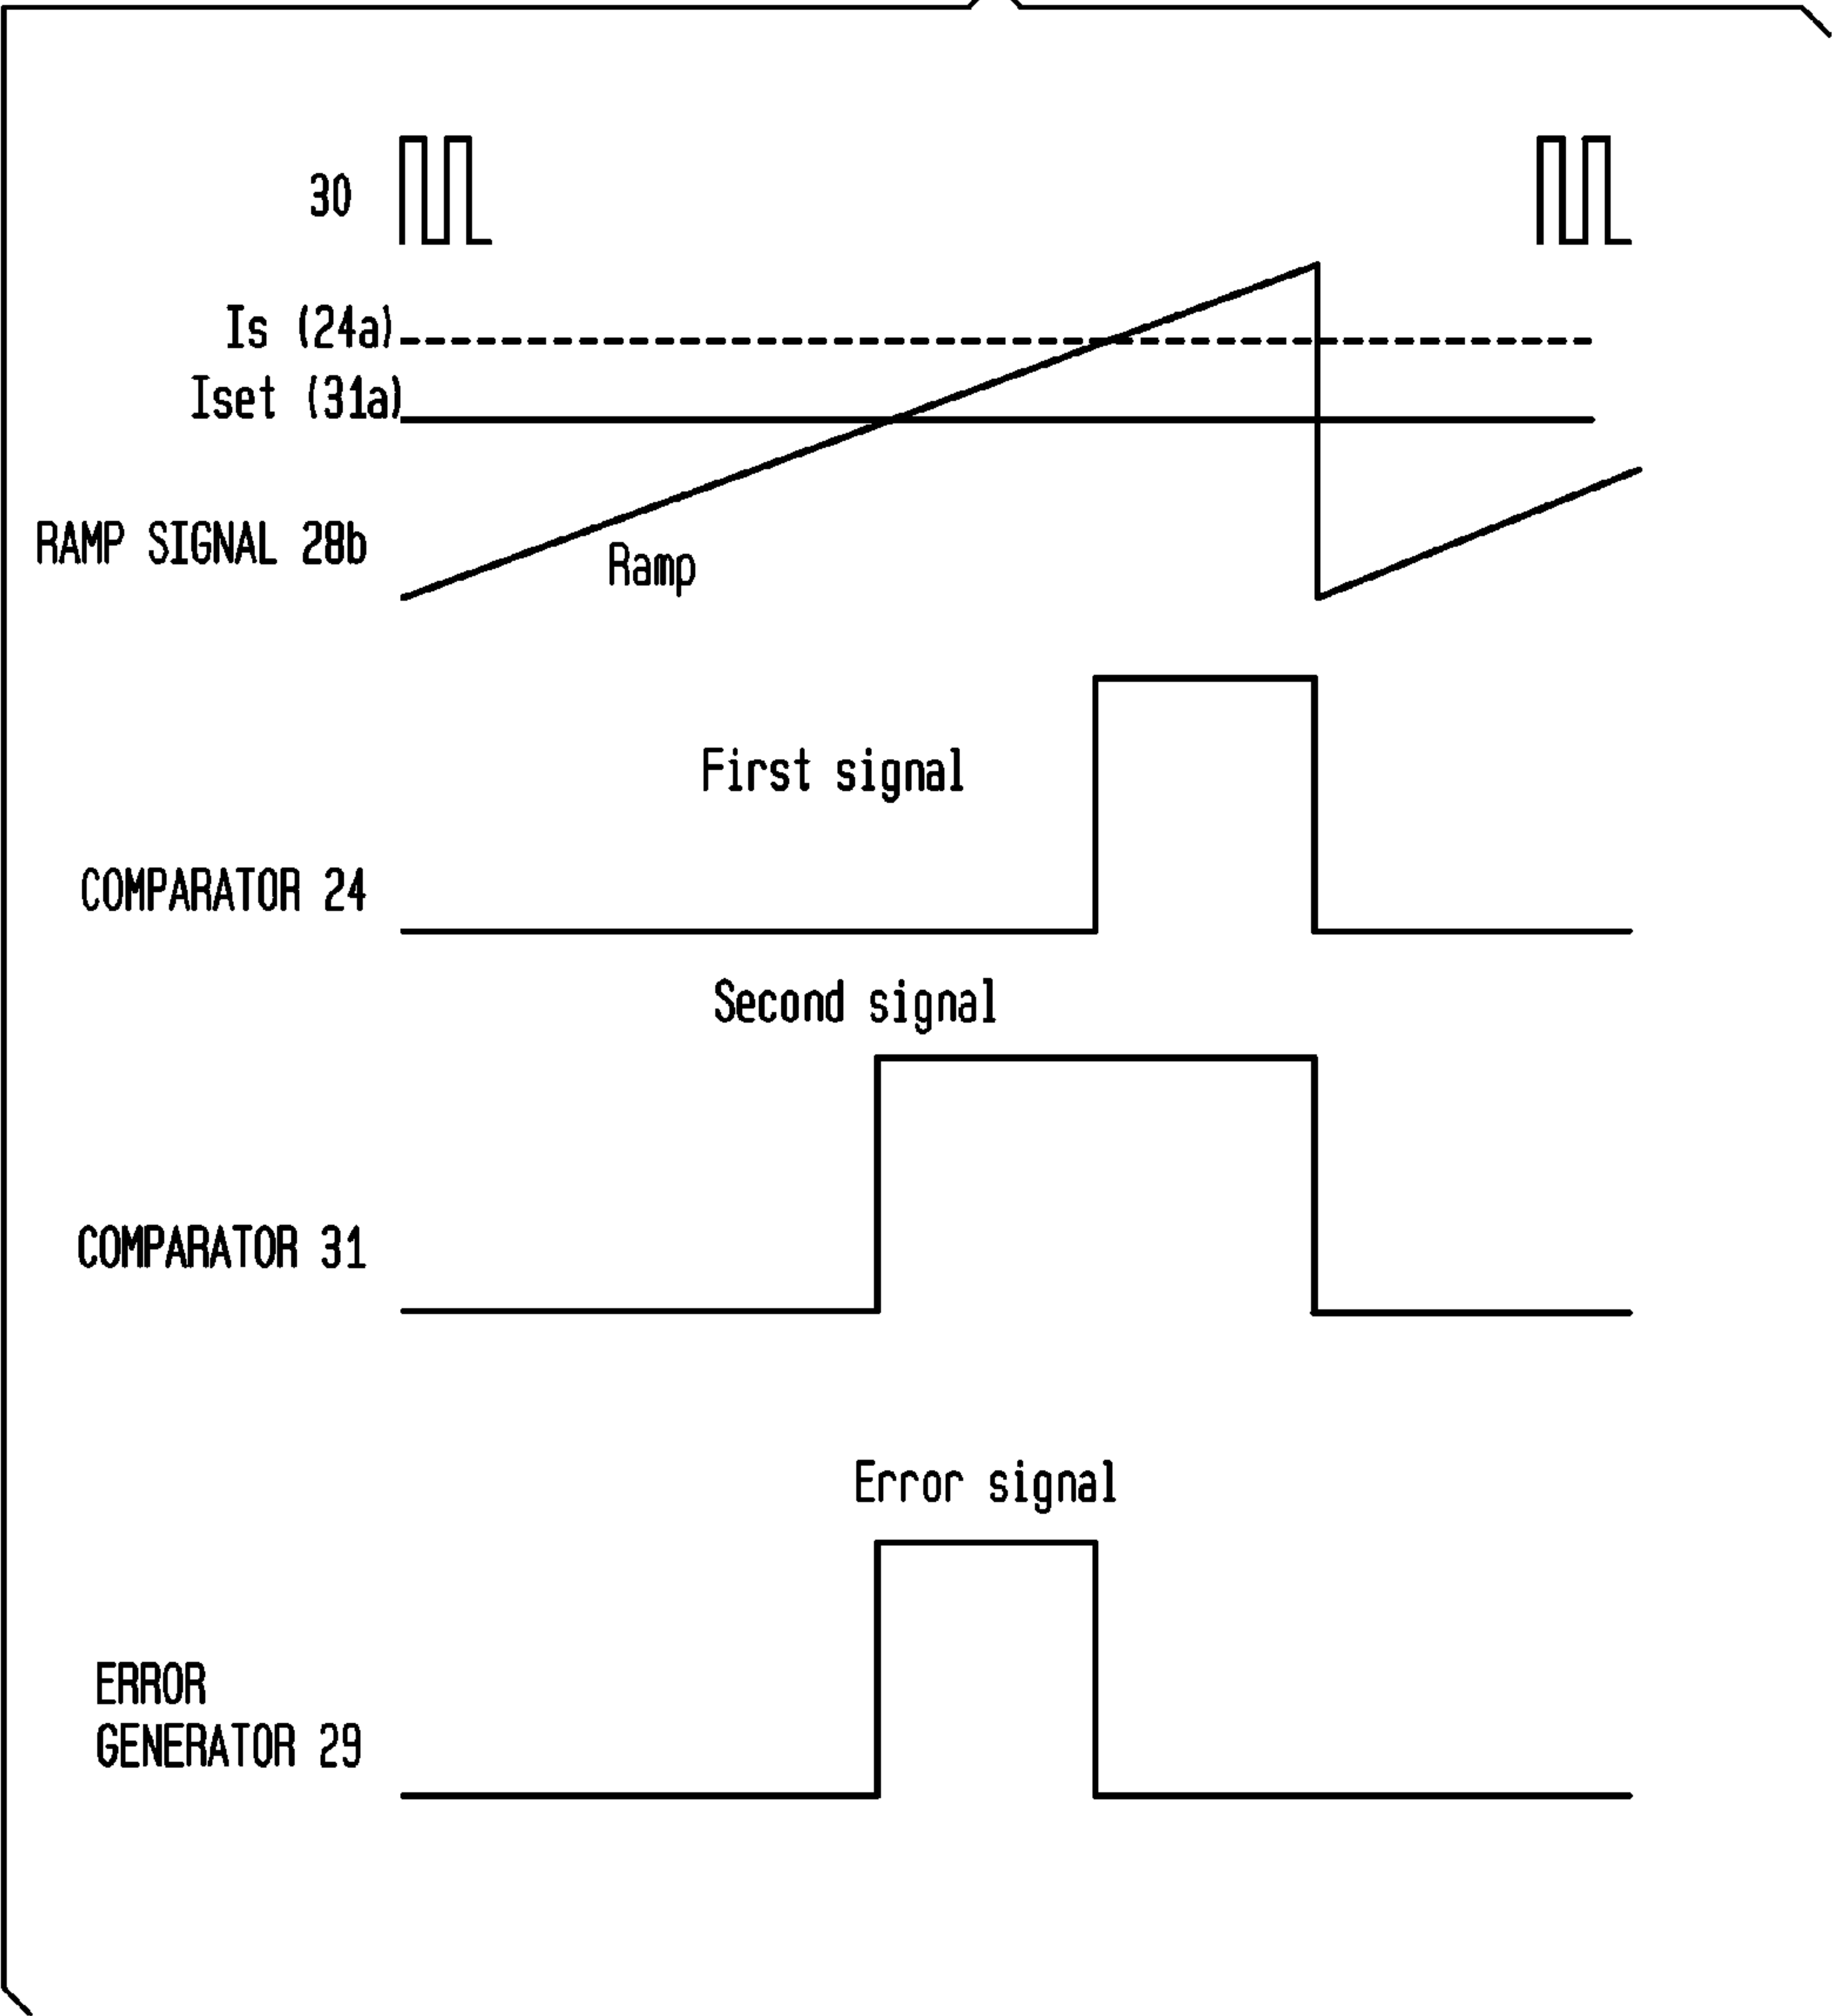 30
Is (24a)
Iset (31a)
RAMP SIGNAL 28b
Ramp
First signal
COMPARATOR 24
Second signal
COMPARATOR 31
Error signal
ERROR
GENERATOR 29